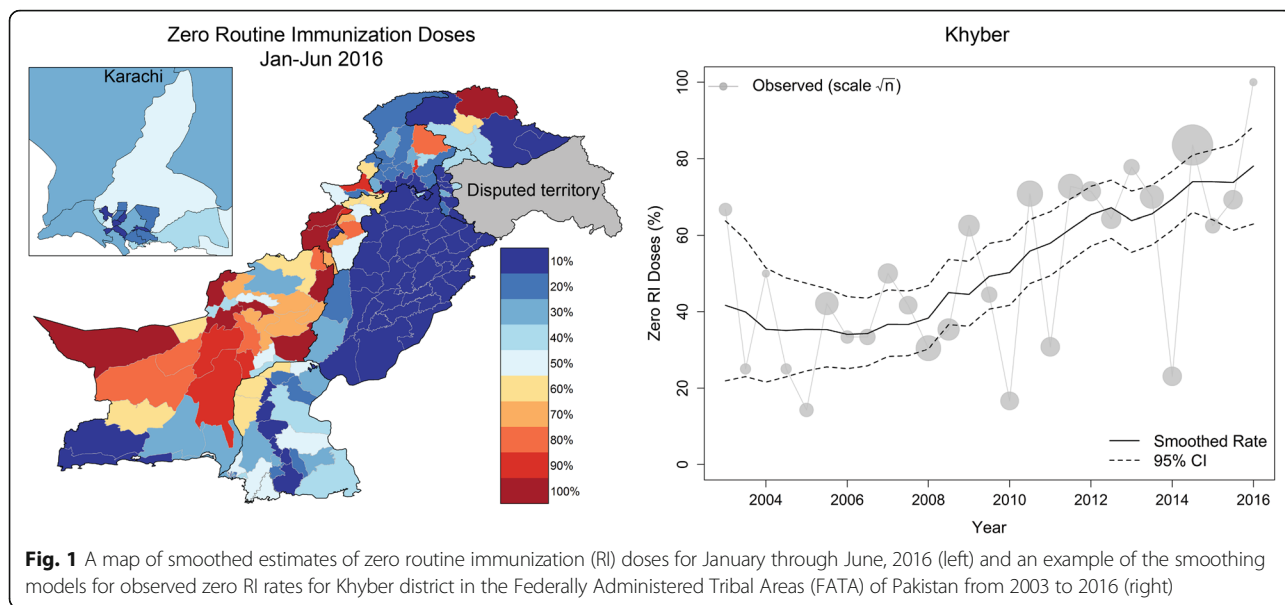 Zero Routine Immunization Doses
Jan-Jun 2016
Karachi
Disputed territory
10%
20%
30%
40%
50%
60%
70%
80%
90%
100%
Khyber
Observed (scale √n)
Zero RI Doses (%)
100
80
60
40
20
0
Smoothed Rate
95% CI
2004 2006 2008 2010 2012 2014 2016
Year
Fig. 1 A map of smoothed estimates of zero routine immunization (RI) doses for January through June, 2016 (left) and an example of the smoothing
models for observed zero RI rates for Khyber district in the Federally Administered Tribal Areas (FATA) of Pakistan from 2003 to 2016 (right)